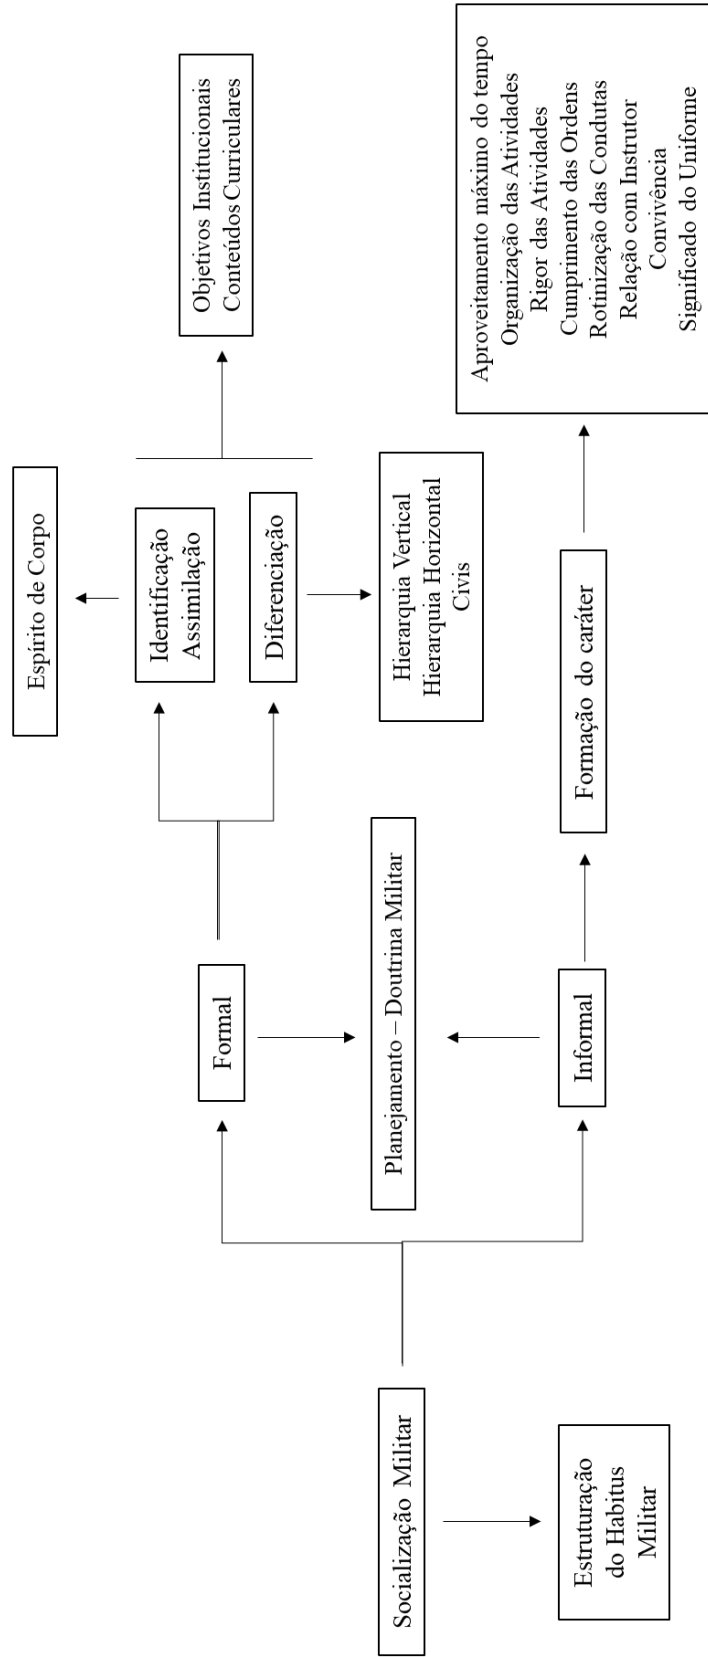 Socialização Militar
Estruturação
do Habitus
Militar
Formal
Planejamento – Doutrina Militar
Informal
Espírito de Corpo
Identificação
Assimilação
Diferenciação
Hierarquia Vertical
Hierarquia Horizontal
Civis
Formação do caráter
Objetivos Institucionais
Conteúdos Curriculares
Aproveitamento máximo do tempo
Organização das Atividades
Rigor das Atividades
Cumprimento das Ordens
Rotinização das Condutas
Relação com Instrutor
Convivência
Significado do Uniforme